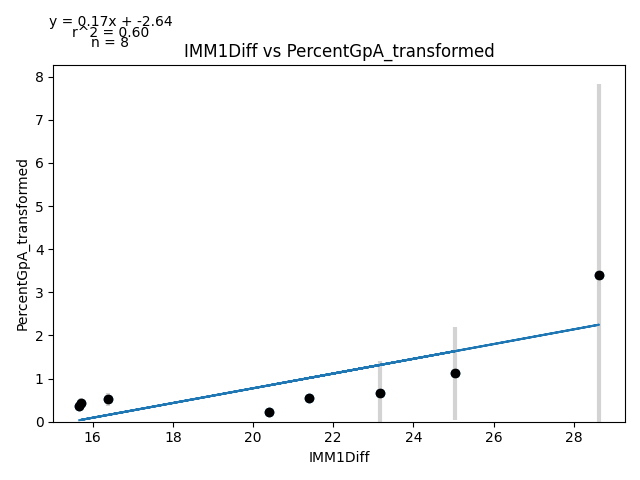 y = 0.17x + -2.64
r^2 = 0.60
n = 8
IMM1Diff vs PercentGpA_transformed
PercentGpA_transformed
8
7
6
5
4
3
2
1
0
16 18 20 22 24 26 28
IMM1Diff